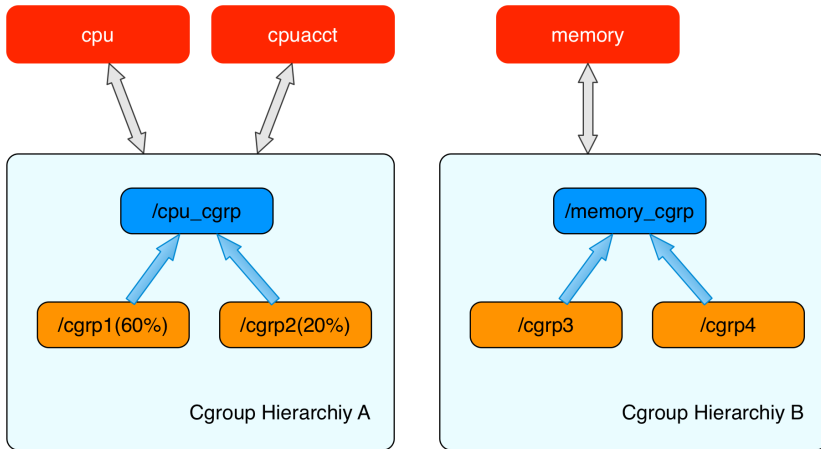 cpu
cpuacct
memory
/cpu_cgrp
/memory_cgrp
/cgrp1(60%)
/cgrp2(20%)
/cgrp3
/cgrp4
Cgroup Hierarchiy A
Cgroup Hierarchiy B